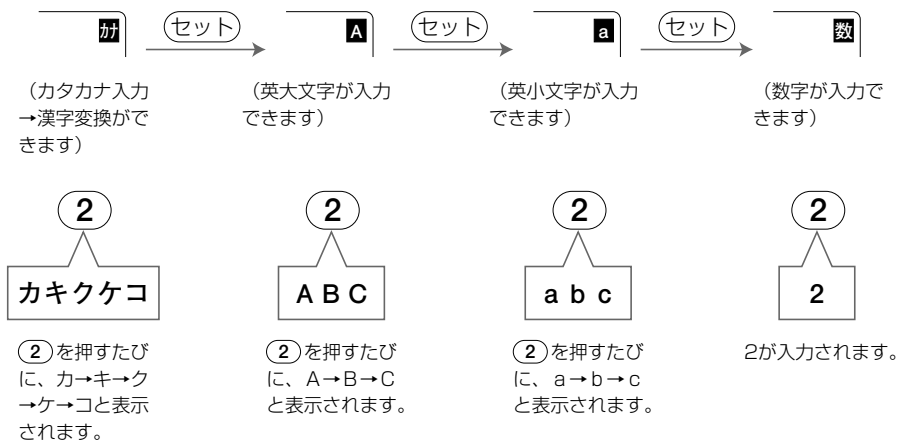 カナ セット A セット a セット 数
（カタカナ入力
→漢字変換がで
きます）
（英大文字が入力
できます）
（英小文字が入力
できます）
（数字が入力で
きます）
2 2 2 2
カキクケコ ABC abc 2
2を押すたび
に、カ→キ→ク
→ケ→コと表示
されます。
2を押すたび
に、A→B→C
と表示されます。
2を押すたび
に、a→b→c
と表示されます。
2が入力されます。